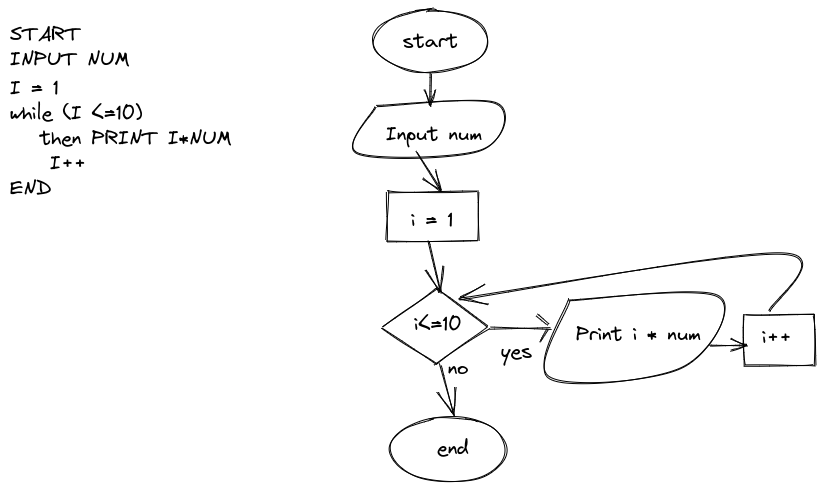 START
INPUT NUM
I = 1
while (I <=10)
then PRINT I*NUM
I++
END
start
Input num
i = 1
i<=10
yes
Print i * num
i++
no
end